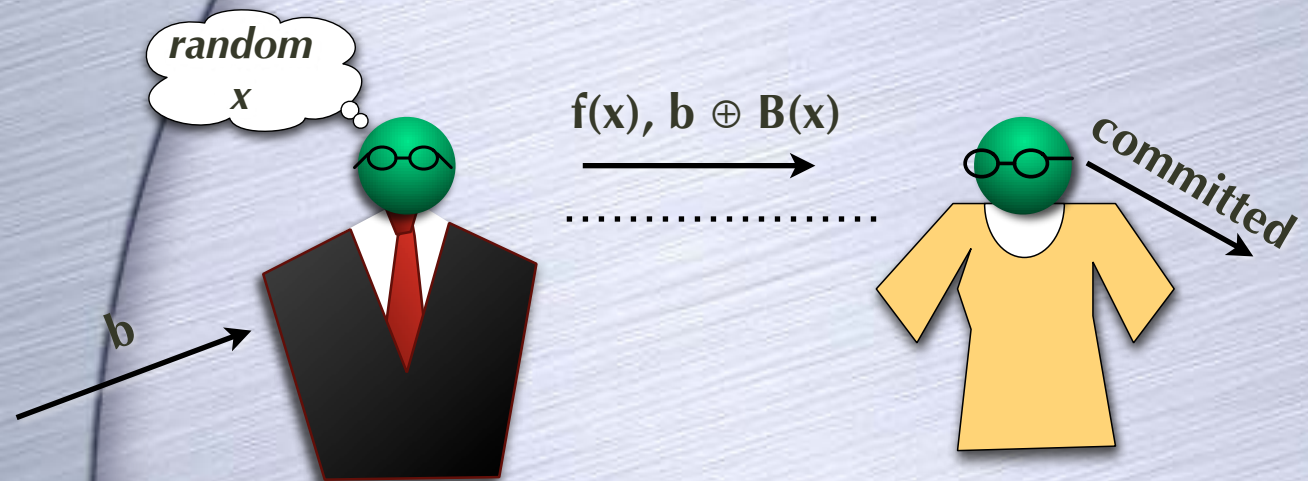 random
x
f(x), b ⊕ B(x)
committed
b